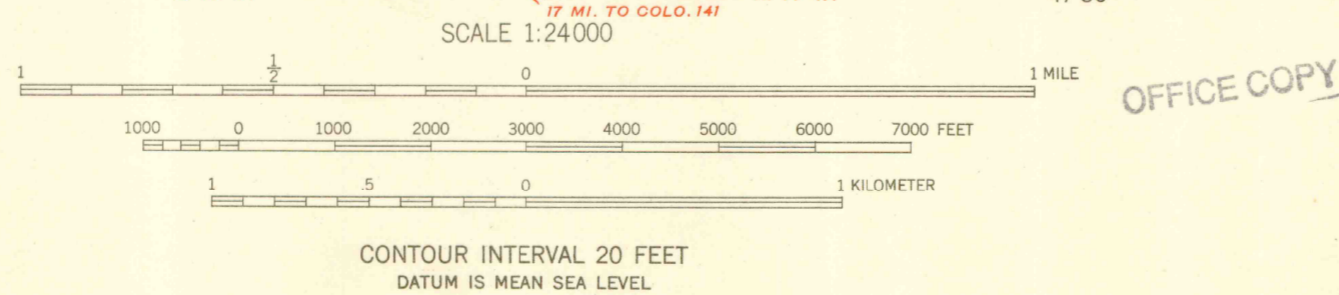 17 MI. TO COLO. 141
SCALE 1:24000
1 1/2 0 1 MILE
1000 0 1000 2000 3000 4000 5000 6000 7000 FEET
1 .5 0 1 KILOMETER
CONTOUR INTERVAL 20 FEET
DATUM IS MEAN SEA LEVEL
OFFICE COPY